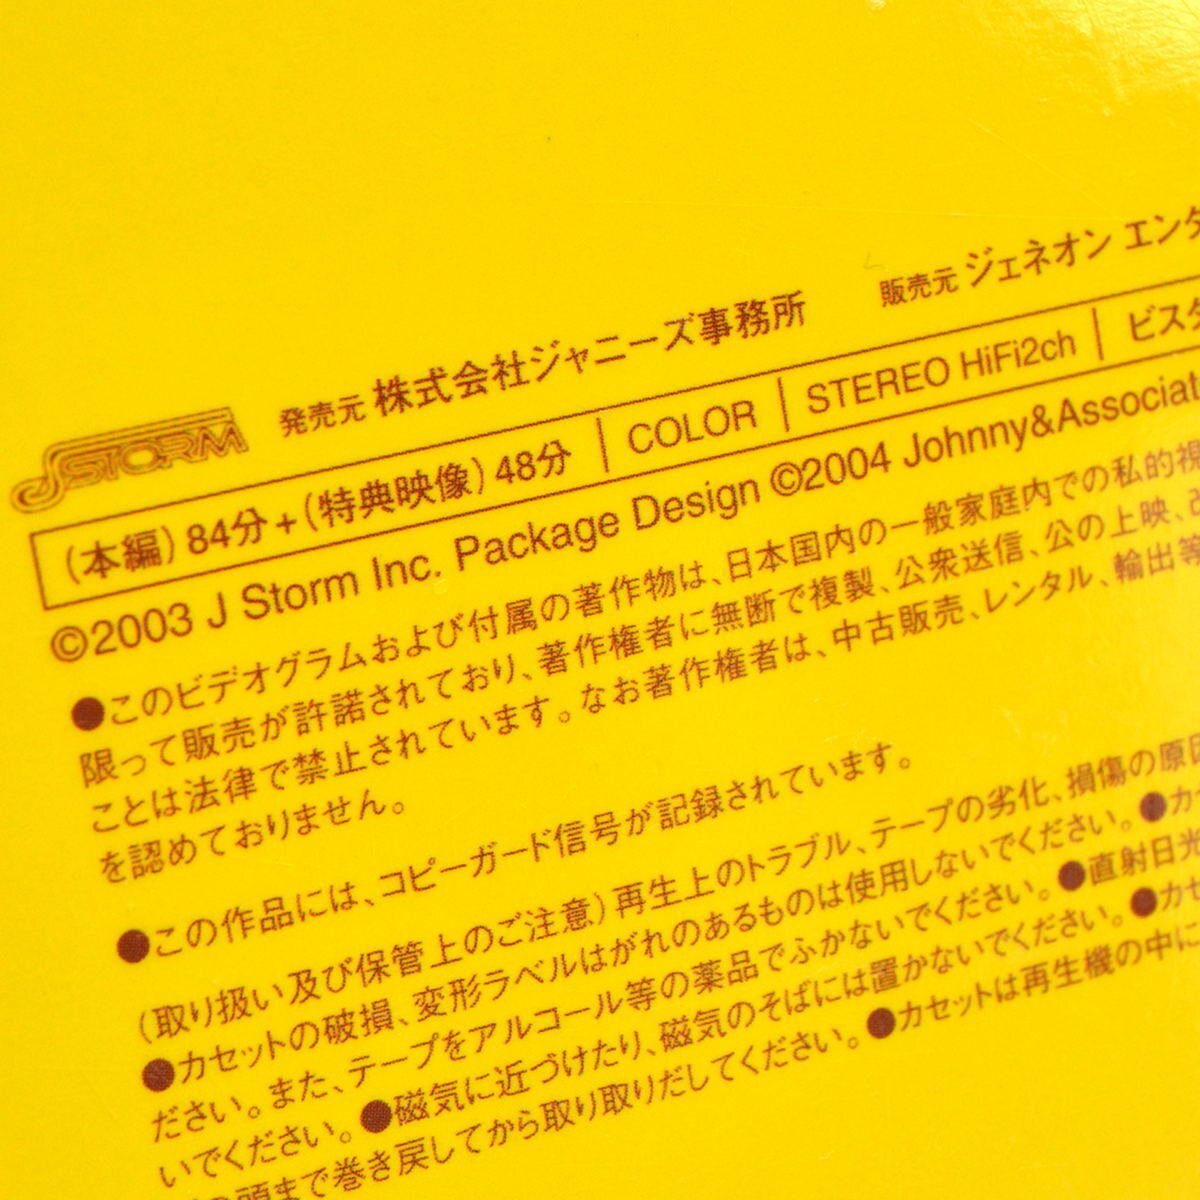 発売元 株式会社ジャニーズ事務所 販売元 ジェネオン エンタ
J STORM
(本編) 84分+(特典映像) 48分 | COLOR | STEREO HiFi2ch | ビスタ
©2003 J Storm Inc. Package Design ©2004 Johnny&Associat
●このビデオグラムおよび付属の著作物は、日本国内の一般家庭内での私的視
限って販売が許諾されており、著作権者に無断で複製、公衆送信、公の上映、改
ことは法律で禁止されています。なお著作権者は、中古販売、レンタル、輸出等
を認めておりません。
●この作品には、コピーガード信号が記録されています。
(取り扱い及び保管上のご注意) 再生上のトラブル、テープの劣化、損傷の原因
●カセットの破損、変形ラベルはがれのあるものは使用しないでください。●カー
ださい。また、テープをアルコール等の薬品でふかないでください。●直射日光
いでください。●磁気に近づけたり、磁気のそばには置かないでください。●カセ
頭まで巻き戻してから取り取りだしてください。●カセットは再生機の中に